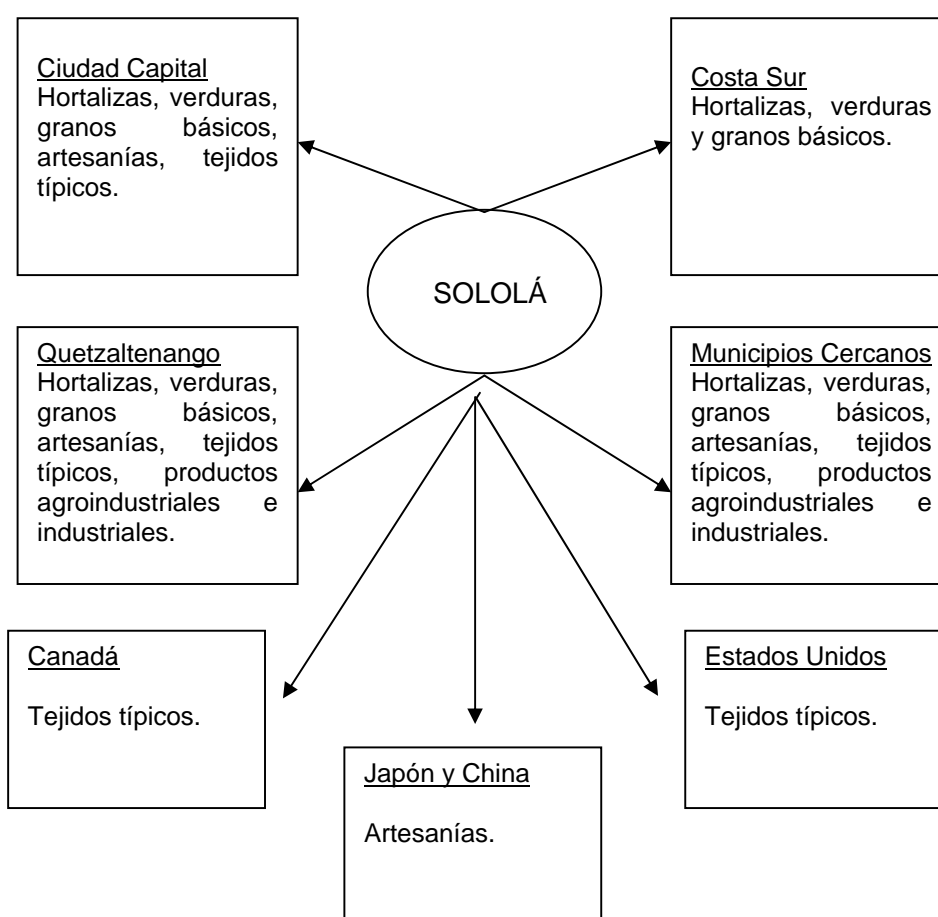 Ciudad Capital
Hortalizas, verduras,
granos básicos,
artesanías, tejidos
típicos.
Costa Sur
Hortalizas, verduras
y granos básicos.
SOLOLÁ
Quetzaltenango
Hortalizas, verduras,
granos básicos,
artesanías, tejidos
típicos, productos
agroindustriales e
industriales.
Municipios Cercanos
Hortalizas, verduras,
granos básicos,
artesanías, tejidos
típicos, productos
agroindustriales e
industriales.
Canadá
Tejidos típicos.
Estados Unidos
Tejidos típicos.
Japón y China
Artesanías.